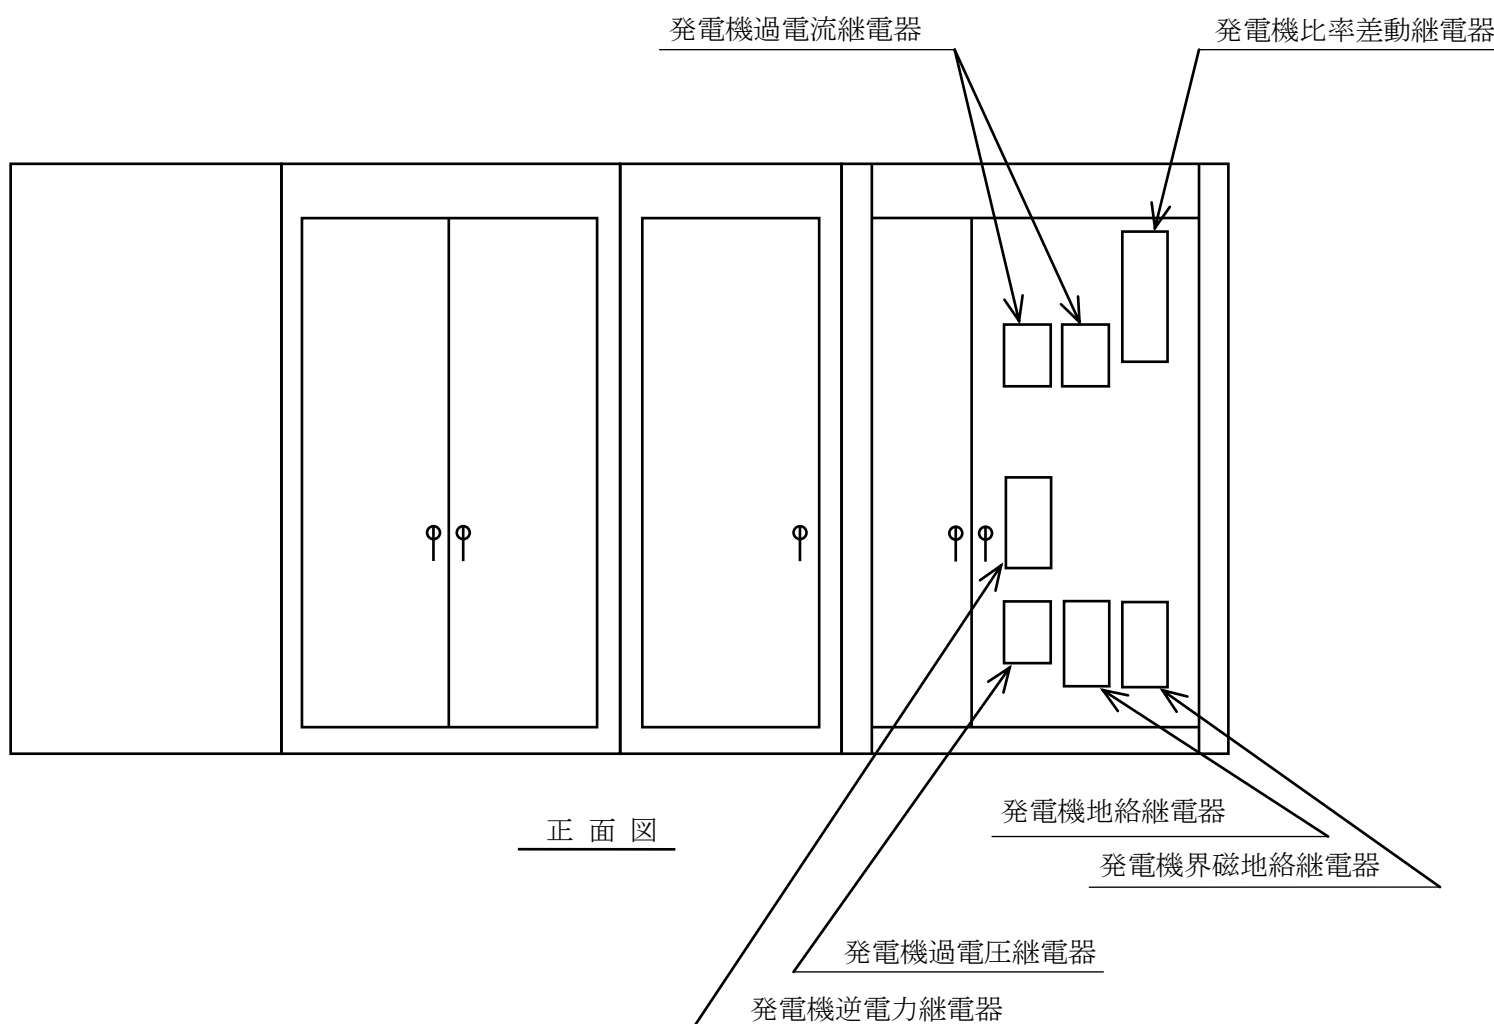 発電機過電流継電器
発電機比率差動継電器
正面図
発電機地絡継電器
発電機界磁地絡継電器
発電機過電圧継電器
発電機逆電力継電器